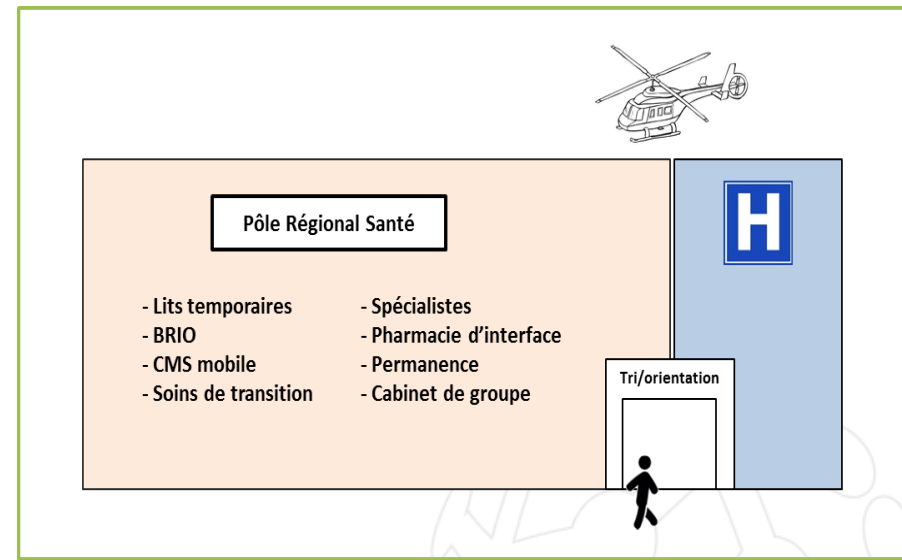 H
Pôle Régional Santé
- Lits temporaires
- BRIO
- CMS mobile
- Soins de transition
- Spécialistes
- Pharmacie d'interface
- Permanence
- Cabinet de groupe
Tri/orientation